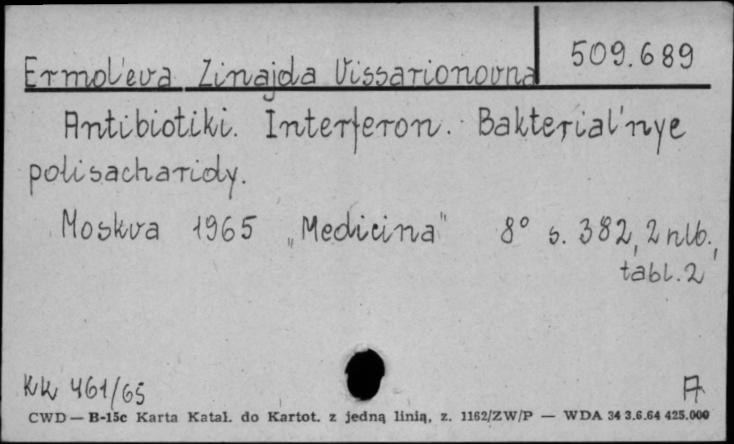 509.689
Ermol'eva Zinajda Vissarionovna
Antibiotiki. Interferon. Bakterial'nye
polisacharidy.
Moskva 1965 „Medicina" 8° s. 382, 2 nlb.,
tabl. 2
KK 461/65
A
CWD — B-15c Karta Katal. do Kartot. z jedną linią, z. 1162/ZW/P — WDA 34 3.6.64 425.000